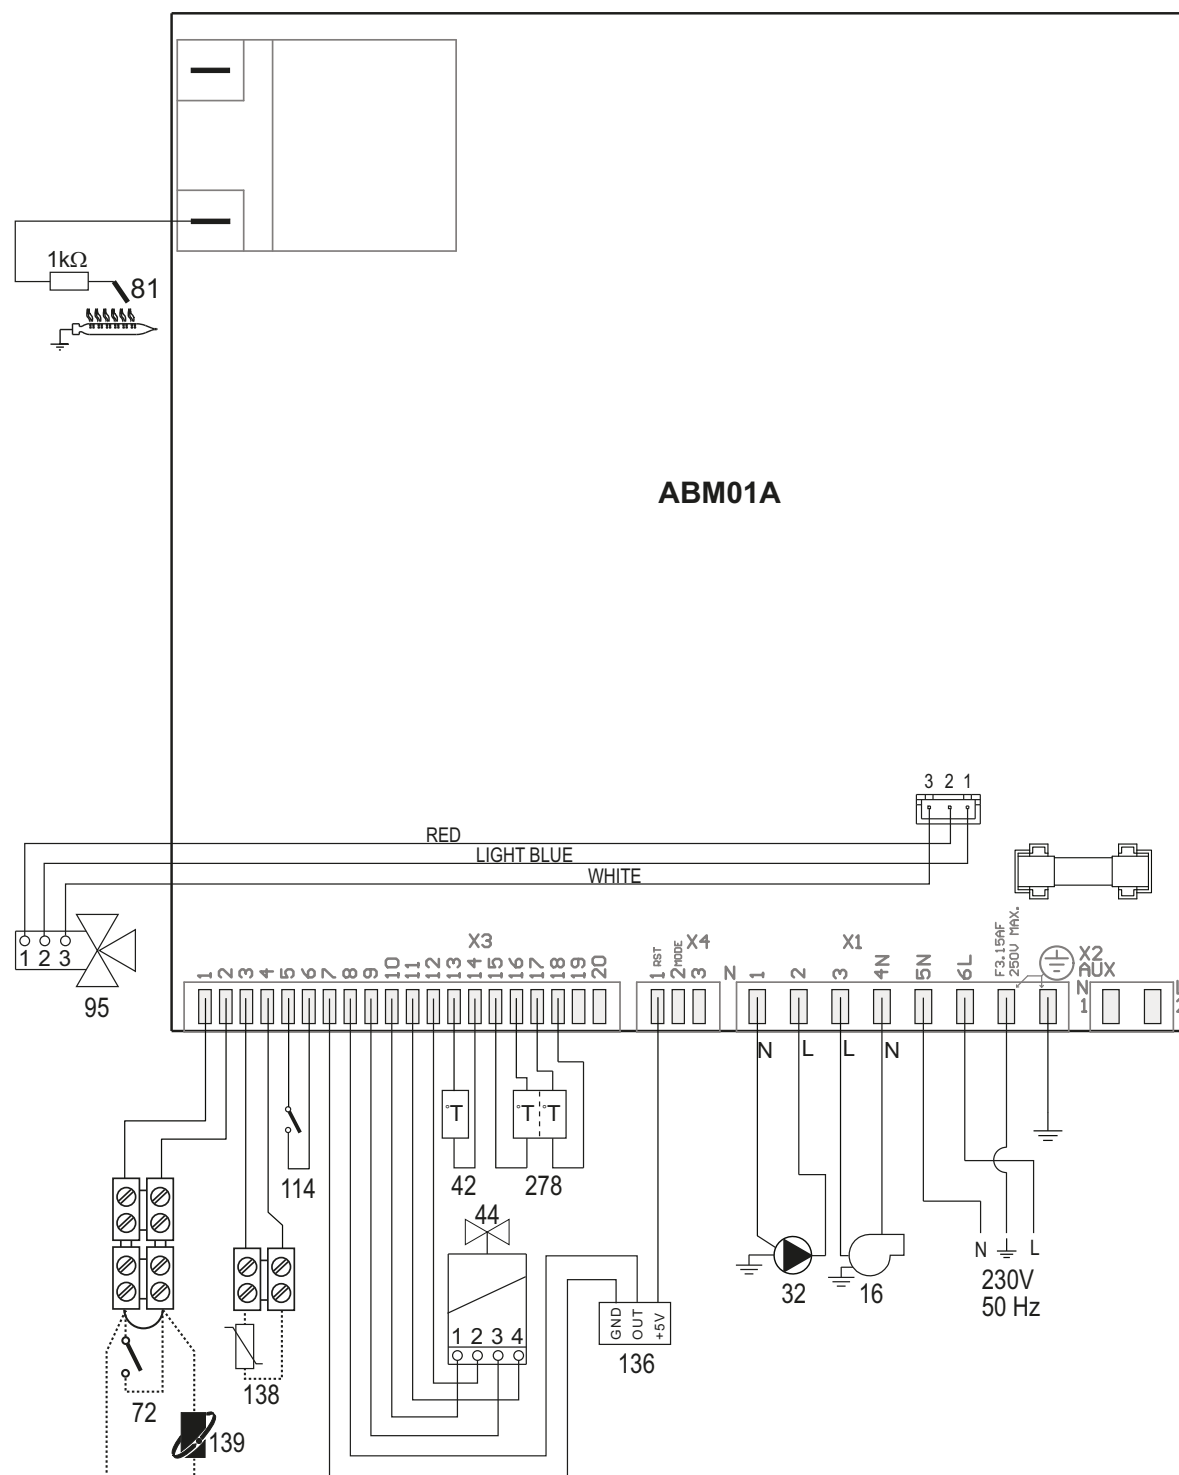 1kΩ
81
ABM01A
3 2 1
RED
LIGHT BLUE
WHITE
1 2 3
95
X3
1 2 3 4 5 6 7 8 9 10 11 12 13 14 15 16 17 18 19 20
X4
1 RST
2 MODE
3
X1
N 1 2 3 4N 5N 6L
F3.15AF
250V MAX.
X2
AUX
N
1
N L L N
°T
°T °T
114
42
278
44
1 2 3 4
GND
OUT
+5V
136
32
16
N L
230V
50 Hz
72
138
139